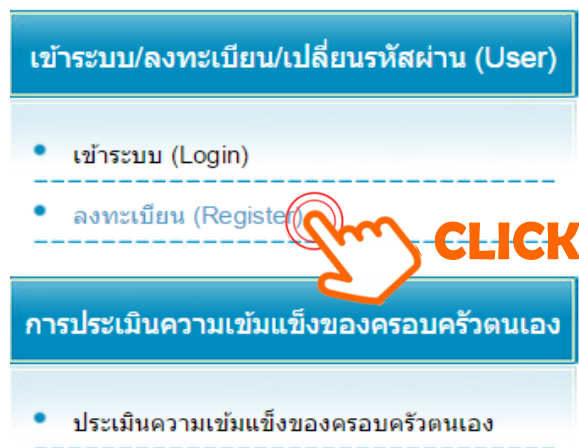 เข้าระบบ/ลงทะเบียน/เปลี่ยนรหัสผ่าน (User)
เข้าระบบ (Login)
ลงทะเบียน (Register)
CLICK
การประเมินความเข้มแข็งของครอบครัวตนเอง
ประเมินความเข้มแข็งของครอบครัวตนเอง